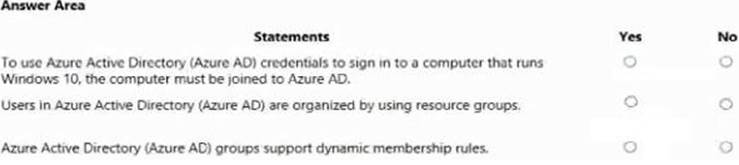 Answer Area
Statements Yes No
To use Azure Active Directory (Azure AD) credentials to sign in to a computer that runs
Windows 10, the computer must be joined to Azure AD.
Users in Azure Active Directory (Azure AD) are organized by using resource groups.
Azure Active Directory (Azure AD) groups support dynamic membership rules.